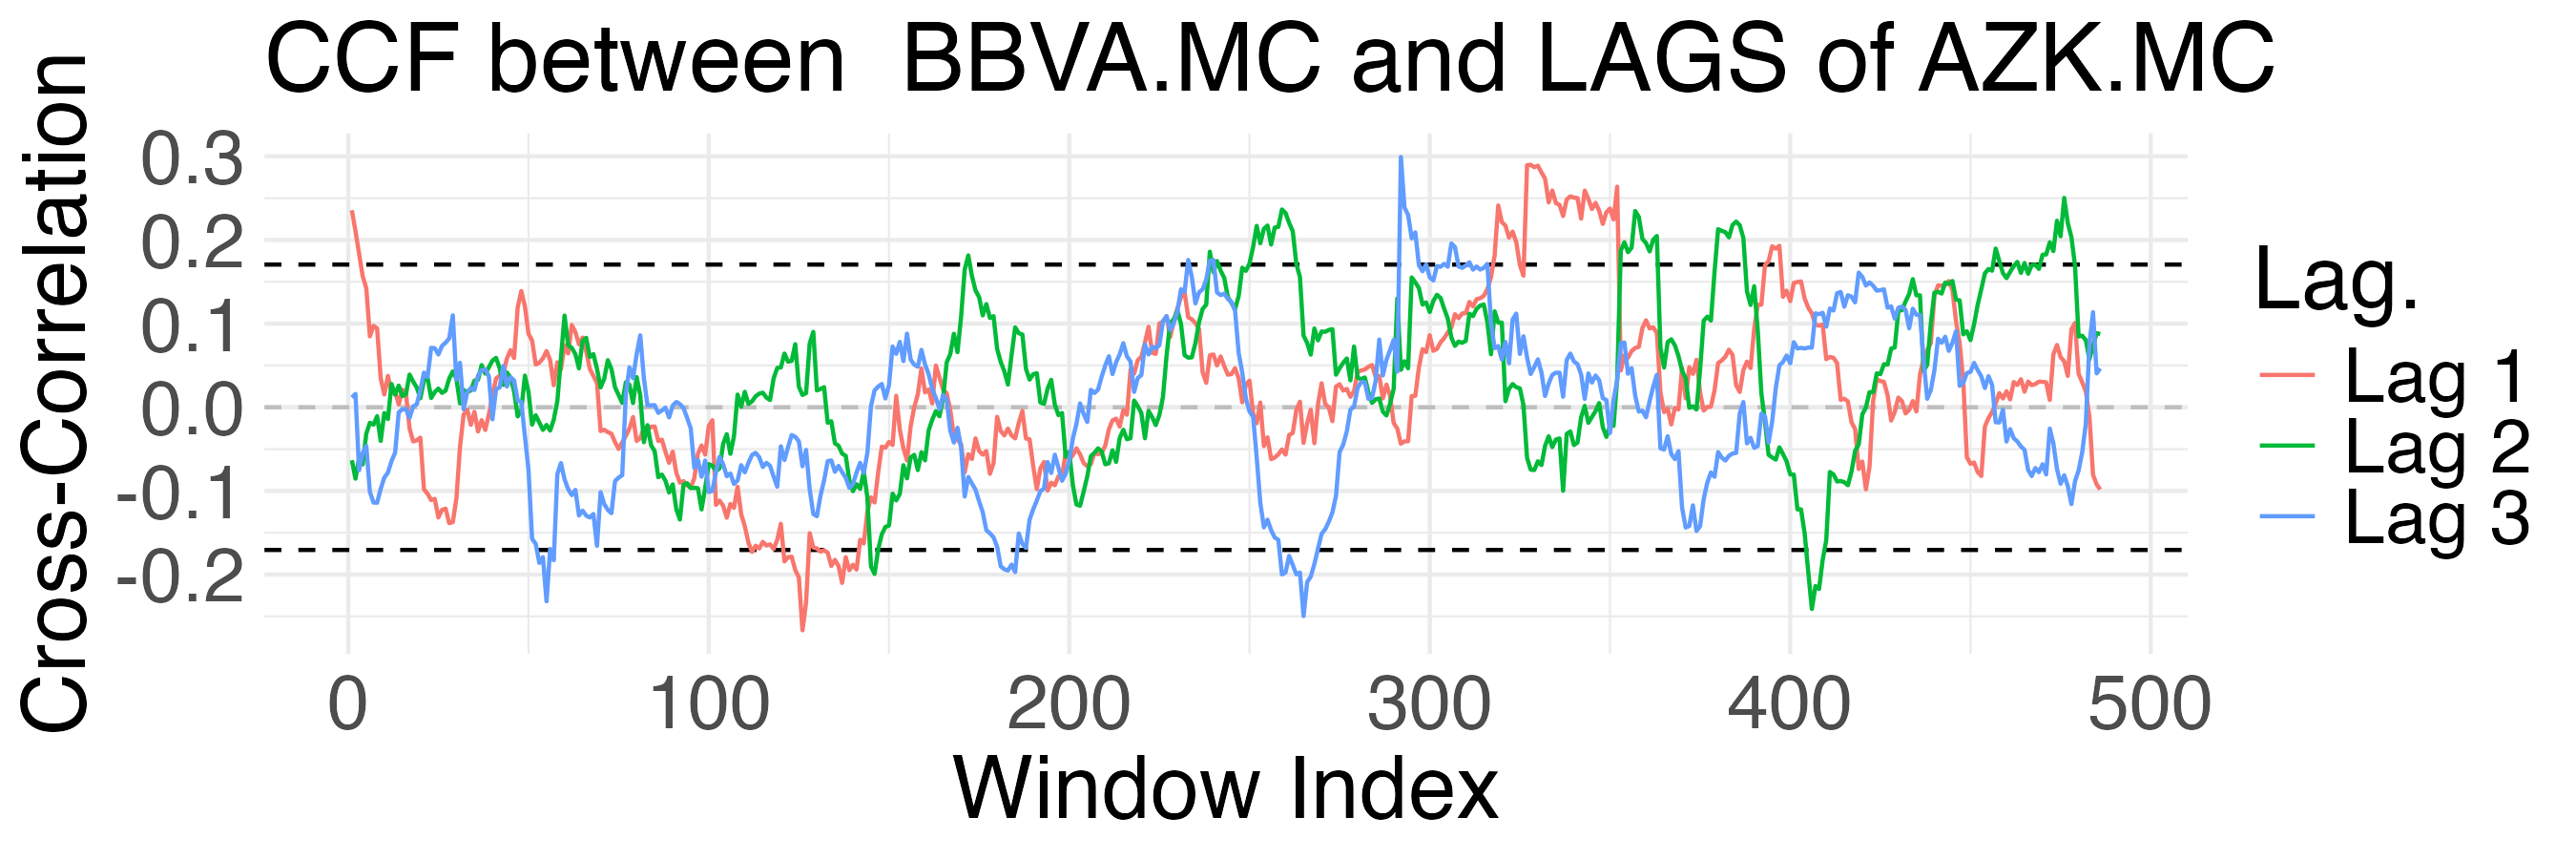 CCF between  BBVA.MC and LAGS of AZK.MC
Cross-Correlation
0.3
0.2
0.1
0.0
-0.1
-0.2
0 100 200 300 400 500
Window Index
Lag.
Lag 1
Lag 2
Lag 3